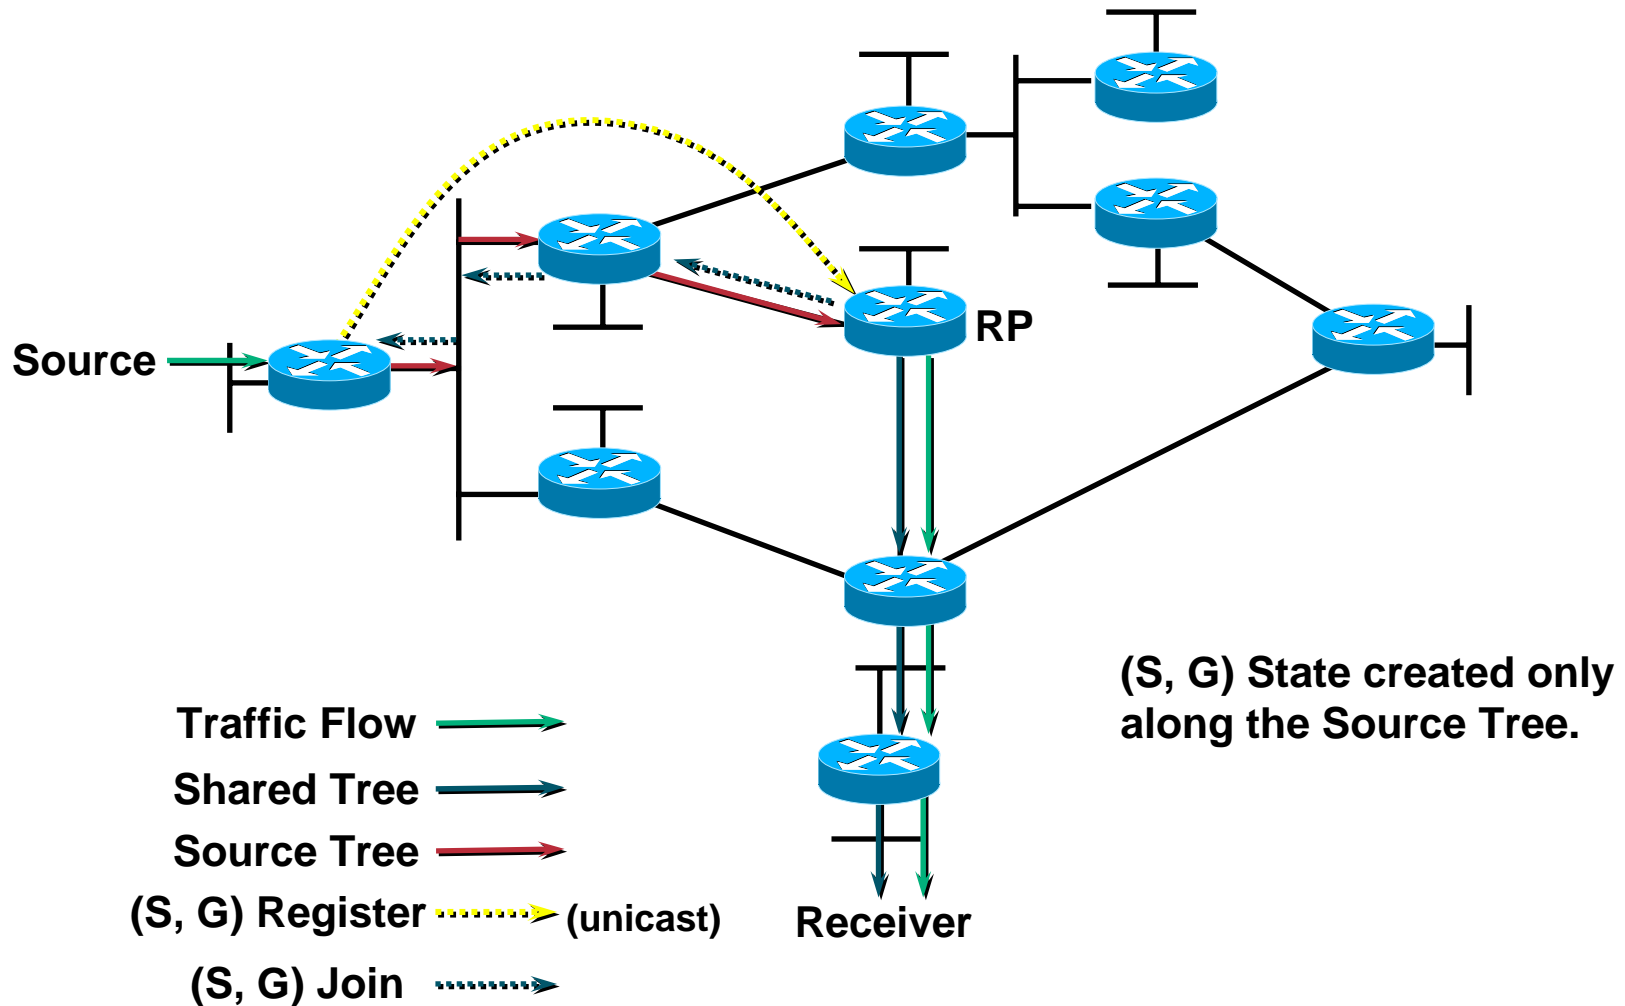 RP
Source
(S, G) State created only
along the Source Tree.
Traffic Flow
Shared Tree
Source Tree
(S, G) Register
(unicast)
Receiver
(S, G) Join